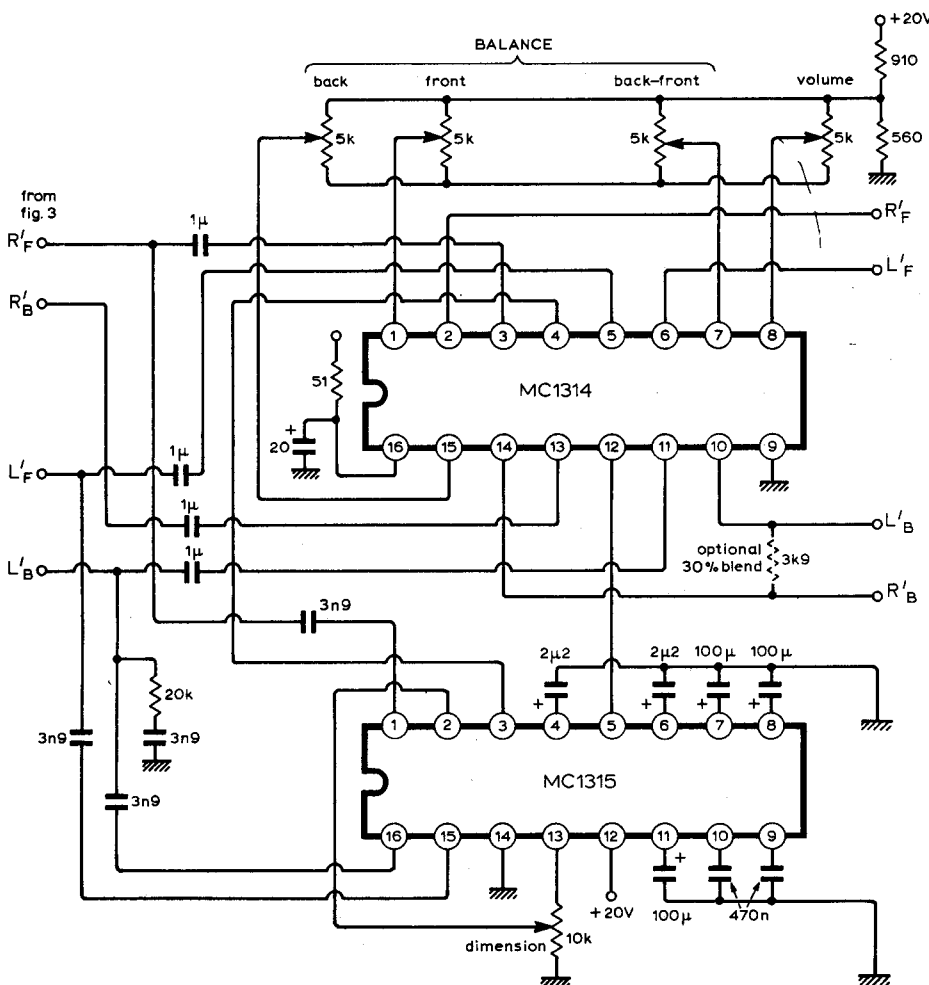 +20V
BALANCE
910
back front back-front volume
5k 5k 5k 5k
560
from
fig. 3
R'F 1µ R'F
L'F
R'B
1 2 3 4 5 6 7 8
51
MC1314
20 +
16 15 14 13 12 11 10 9
L'F 1µ
1µ L'B
L'B 1µ
optional
30% blend 3k9
R'B
3n9
2µ2 2µ2 100µ 100µ
20k
+ + + +
1 2 3 4 5 6 7 8
3n9 3n9
MC1315
3n9
16 15 14 13 12 11 10 9
+
+20V 100µ 470n
dimension 10k